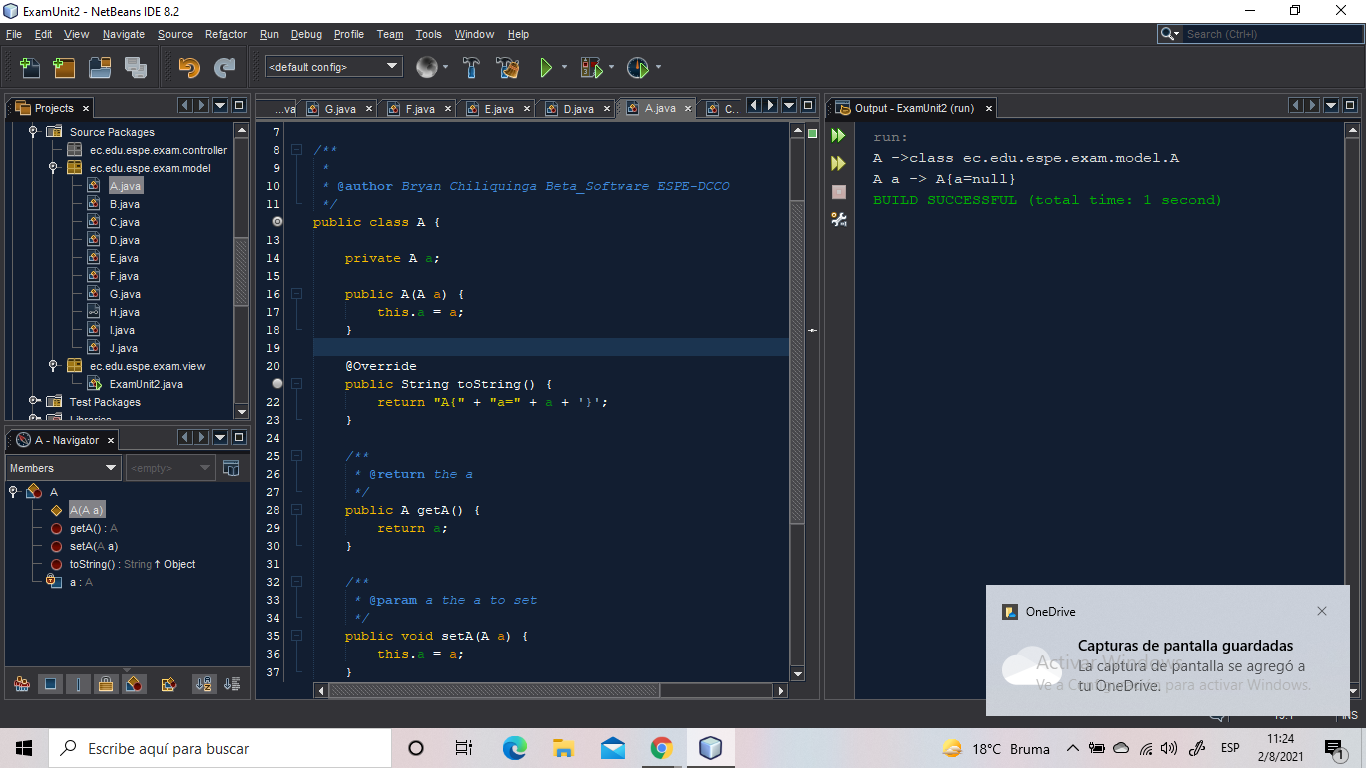 ExamUnit2 - NetBeans IDE 8.2
File Edit View Navigate Source Refactor Run Debug Profile Team Tools Window Help
Search (Ctrl+I)
<default config>
Projects
Source Packages
ec.edu.espe.exam.controller
ec.edu.espe.exam.model
A.java
B.java
C.java
D.java
E.java
F.java
G.java
H.java
I.java
J.java
ec.edu.espe.exam.view
ExamUnit2.java
Test Packages
Libraries
A - Navigator
Members
<empty>
A
A(A a)
getA() : A
setA(A a)
toString() : String ↑ Object
a : A
...va G.java F.java E.java D.java A.java C..
7
8 /**
9 *
10 * @author Bryan Chiliquinga Beta_Software ESPE-DCCO
11 */
public class A {
13
14 private A a;
15
16 public A(A a) {
17 this.a = a;
18 }
19
20 @Override
public String toString() {
22 return "A{" + "a=" + a + '}';
23 }
24
25 /**
26 * @return the a
27 */
28 public A getA() {
29 return a;
30 }
31
32 /**
33 * @param a the a to set
34 */
35 public void setA(A a) {
36 this.a = a;
37 }
Output - ExamUnit2 (run)
run:
A ->class ec.edu.espe.exam.model.A
A a -> A{a=null}
BUILD SUCCESSFUL (total time: 1 second)
OneDrive
Capturas de pantalla guardadas
La captura de pantalla se agregó a
tu OneDrive.
Activar Windows
Ve a Configuración para activar Windows.
INS
Escribe aquí para buscar
18°C Bruma
ESP
11:24
2/8/2021
1